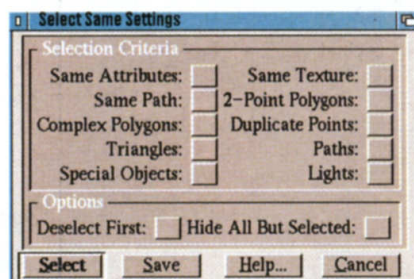 Select Same Settings
Selection Criteria
Same Attributes: Same Texture:
Same Path: 2-Point Polygons:
Complex Polygons: Duplicate Points:
Triangles: Paths:
Special Objects: Lights:
Options
Deselect First: Hide All But Selected:
Select Save Help... Cancel